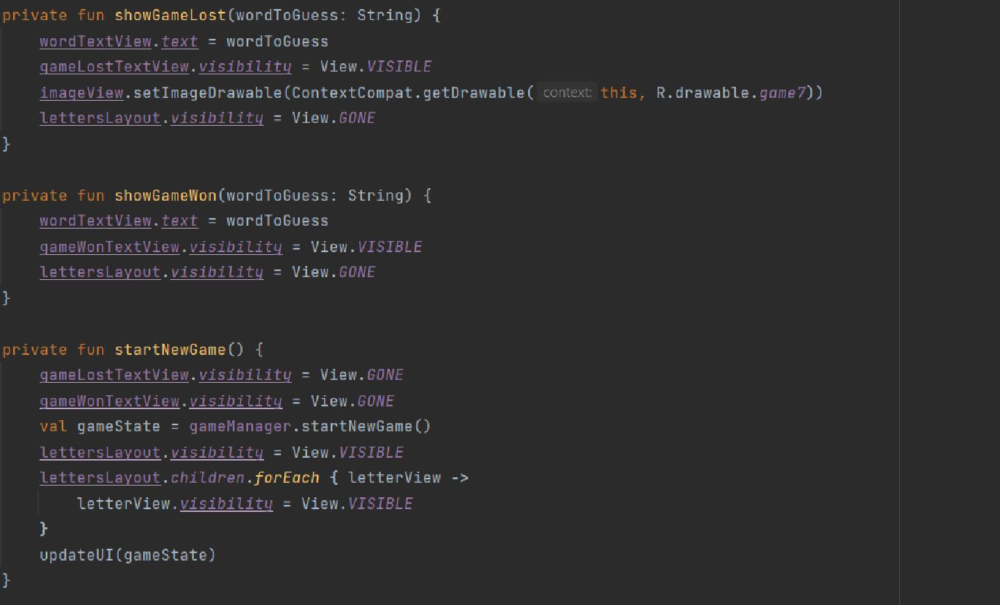 private fun showGameLost(wordToGuess: String) {
    wordTextView.text = wordToGuess
    gameLostTextView.visibility = View.VISIBLE
    imageView.setImageDrawable(ContextCompat.getDrawable( context: this, R.drawable.game7))
    lettersLayout.visibility = View.GONE
}
private fun showGameWon(wordToGuess: String) {
    wordTextView.text = wordToGuess
    gameWonTextView.visibility = View.VISIBLE
    lettersLayout.visibility = View.GONE
}
private fun startNewGame() {
    gameLostTextView.visibility = View.GONE
    gameWonTextView.visibility = View.GONE
    val gameState = gameManager.startNewGame()
    lettersLayout.visibility = View.VISIBLE
    lettersLayout.children.forEach { letterView ->
        letterView.visibility = View.VISIBLE
    }
    updateUI(gameState)
}